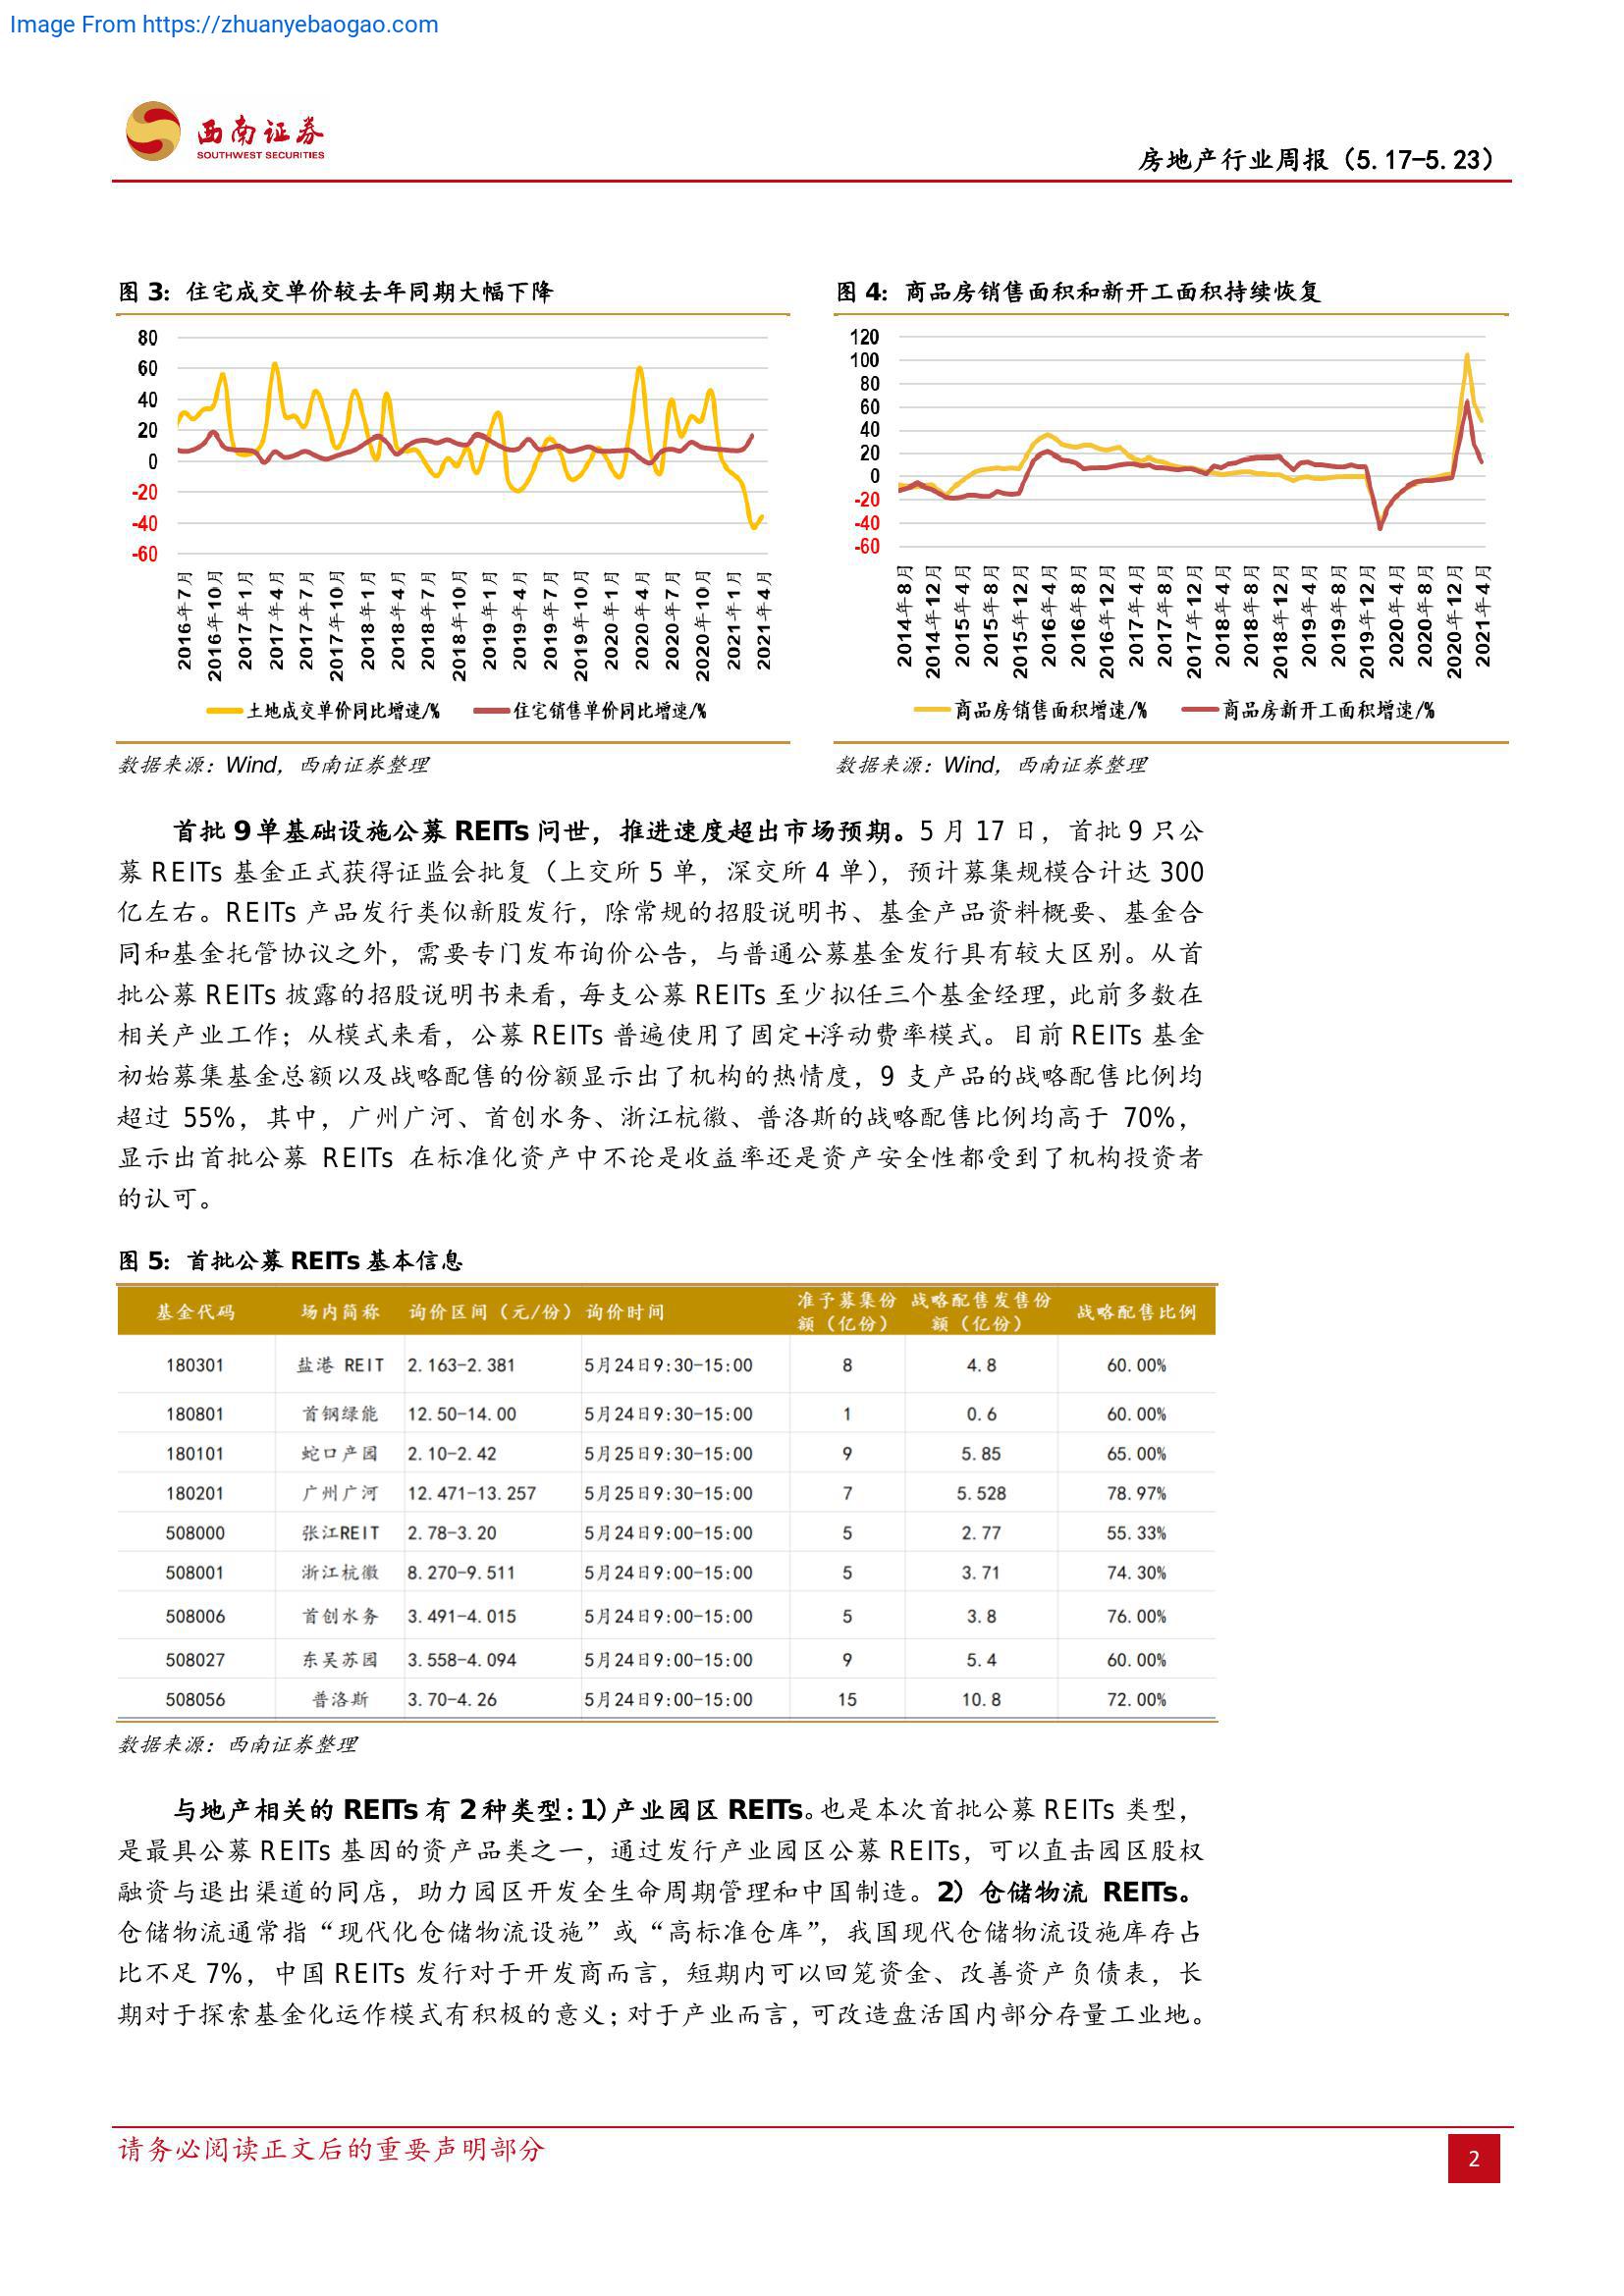 Image From https://zhuanyebaogao.com
西南证券
SOUTHWEST SECURITIES
房地产行业周报（5.17-5.23）
图 3：住宅成交单价较去年同期大幅下降
80
60
40
20
0
-20
-40
-60
2016年7月
2016年10月
2017年1月
2017年4月
2017年7月
2017年10月
2018年1月
2018年4月
2018年7月
2018年10月
2019年1月
2019年4月
2019年7月
2019年10月
2020年1月
2020年4月
2020年7月
2020年10月
2021年1月
2021年4月
土地成交单价同比增速/% 住宅销售单价同比增速/%
数据来源：Wind，西南证券整理
图 4：商品房销售面积和新开工面积持续恢复
120
100
80
60
40
20
0
-20
-40
-60
2014年8月
2014年12月
2015年4月
2015年8月
2015年12月
2016年4月
2016年8月
2016年12月
2017年4月
2017年8月
2017年12月
2018年4月
2018年8月
2018年12月
2019年4月
2019年8月
2019年12月
2020年4月
2020年8月
2020年12月
2021年4月
商品房销售面积增速/% 商品房新开工面积增速/%
数据来源：Wind，西南证券整理
首批 9 单基础设施公募 REITs 问世，推进速度超出市场预期。5 月 17 日，首批 9 只公
募 REITs 基金正式获得证监会批复（上交所 5 单，深交所 4 单），预计募集规模合计达 300
亿左右。REITs 产品发行类似新股发行，除常规的招股说明书、基金产品资料概要、基金合
同和基金托管协议之外，需要专门发布询价公告，与普通公募基金发行具有较大区别。从首
批公募 REITs 披露的招股说明书来看，每支公募 REITs 至少拟任三个基金经理，此前多数在
相关产业工作；从模式来看，公募 REITs 普遍使用了固定+浮动费率模式。目前 REITs 基金
初始募集基金总额以及战略配售的份额显示出了机构的热情度，9 支产品的战略配售比例均
超过 55%，其中，广州广河、首创水务、浙江杭徽、普洛斯的战略配售比例均高于 70%，
显示出首批公募 REITs 在标准化资产中不论是收益率还是资产安全性都受到了机构投资者
的认可。
图 5：首批公募 REITs 基本信息
基金代码 场内简称 询价区间（元/份） 询价时间 准予募集份额（亿份） 战略配售发售份额（亿份） 战略配售比例
180301 盐港 REIT 2.163-2.381 5月24日9:30-15:00 8 4.8 60.00%
180801 首钢绿能 12.50-14.00 5月24日9:30-15:00 1 0.6 60.00%
180101 蛇口产园 2.10-2.42 5月25日9:30-15:00 9 5.85 65.00%
180201 广州广河 12.471-13.257 5月25日9:30-15:00 7 5.528 78.97%
508000 张江REIT 2.78-3.20 5月24日9:00-15:00 5 2.77 55.33%
508001 浙江杭徽 8.270-9.511 5月24日9:00-15:00 5 3.71 74.30%
508006 首创水务 3.491-4.015 5月24日9:00-15:00 5 3.8 76.00%
508027 东吴苏园 3.558-4.094 5月24日9:00-15:00 9 5.4 60.00%
508056 普洛斯 3.70-4.26 5月24日9:00-15:00 15 10.8 72.00%
数据来源：西南证券整理
与地产相关的 REITs 有 2 种类型：1）产业园区 REITs。也是本次首批公募 REITs 类型，
是最具公募 REITs 基因的资产品类之一，通过发行产业园区公募 REITs，可以直击园区股权
融资与退出渠道的同店，助力园区开发全生命周期管理和中国制造。2）仓储物流 REITs。
仓储物流通常指“现代化仓储物流设施”或“高标准仓库”，我国现代仓储物流设施库存占
比不足 7%，中国 REITs 发行对于开发商而言，短期内可以回笼资金、改善资产负债表，长
期对于探索基金化运作模式有积极的意义；对于产业而言，可改造盘活国内部分存量工业地。
请务必阅读正文后的重要声明部分
2